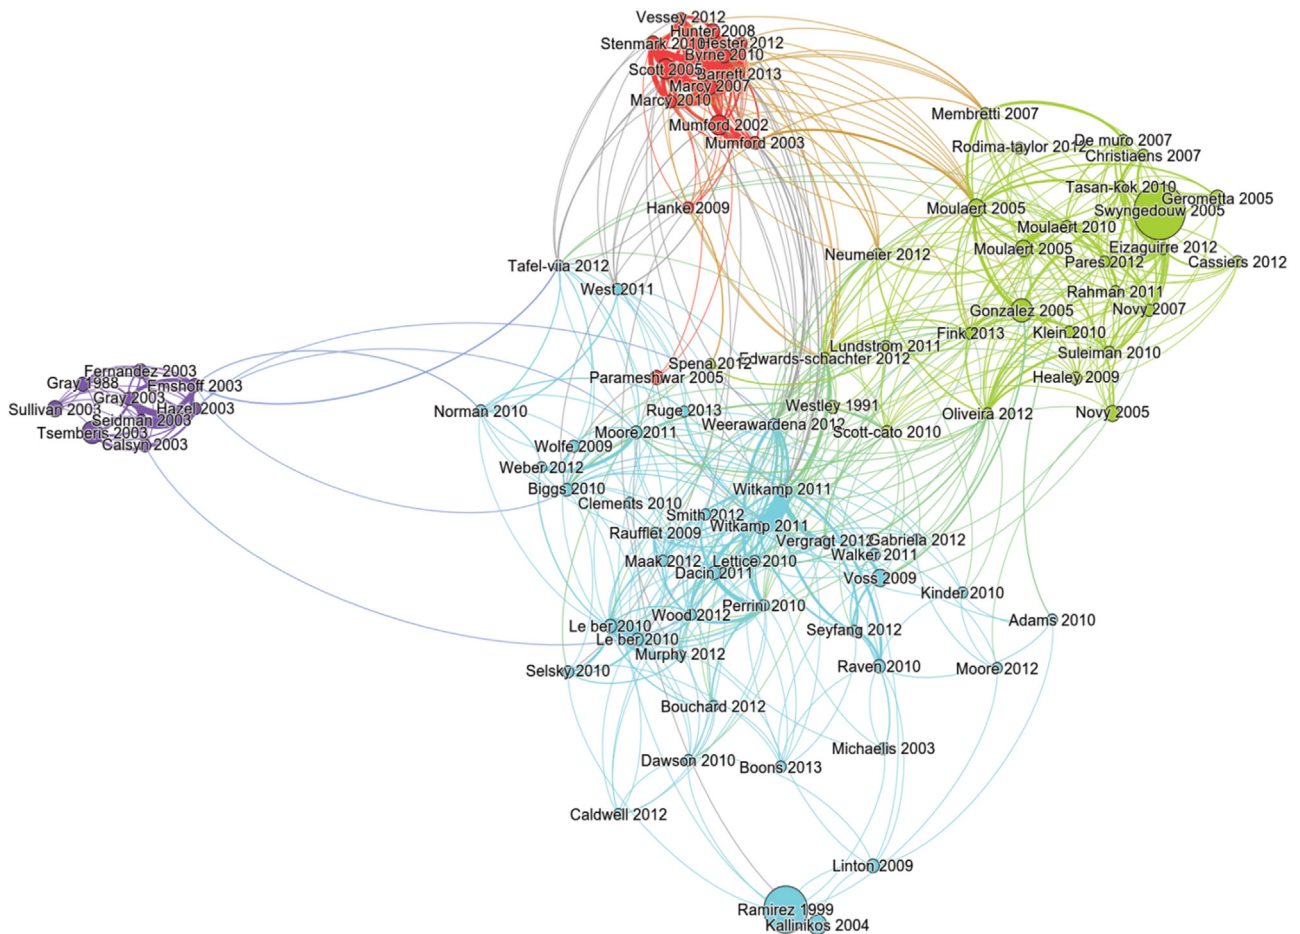 Vessey 2012
Hunter 2008
Stenmark 2010
Hester 2012
Byrne 2010
Scott 2005
Barrett 2013
Marcy 2007
Marcy 2010
Mumford 2002
Mumford 2003
Membretti 2007
De muro 2007
Rodima-taylor 2012
Christiaens 2007
Tasan-kok 2010
Gerometta 2005
Hanke 2009
Moulaert 2005
Swyngedouw 2005
Moulaert 2010
Moulaert 2005
Eizaguirre 2012
Neumeier 2012
Pares 2012
Cassiers 2012
Tafel-viia 2012
West 2011
Rahman 2011
Gonzalez 2005
Novy 2007
Fink 2013
Klein 2010
Lundström 2011
Suleiman 2010
Edwards-schachter 2012
Spena 2012
Parameshwar 2005
Healey 2009
Fernandez 2003
Gray 1988
Emshoff 2003
Gray 2003
Sullivan 2003
Hazel 2003
Seidman 2003
Tsemberis 2003
Calsyn 2003
Norman 2010
Ruge 2013
Westley 1991
Oliveira 2012
Novy 2005
Moore 2011
Weerawardena 2012
Scott-cato 2010
Wolfe 2009
Weber 2012
Biggs 2010
Witkamp 2011
Clements 2010
Smith 2012
Witkamp 2011
Raufflet 2009
Vergragt 2012
Gabriela 2012
Walker 2011
Maak 2012
Lettice 2010
Dacin 2011
Voss 2009
Kinder 2010
Perrini 2010
Wood 2012
Adams 2010
Le ber 2010
Seyfang 2012
Le ber 2010
Murphy 2012
Selsky 2010
Raven 2010
Moore 2012
Bouchard 2012
Michaelis 2003
Dawson 2010
Boons 2013
Caldwell 2012
Linton 2009
Ramirez 1999
Kallinikos 2004